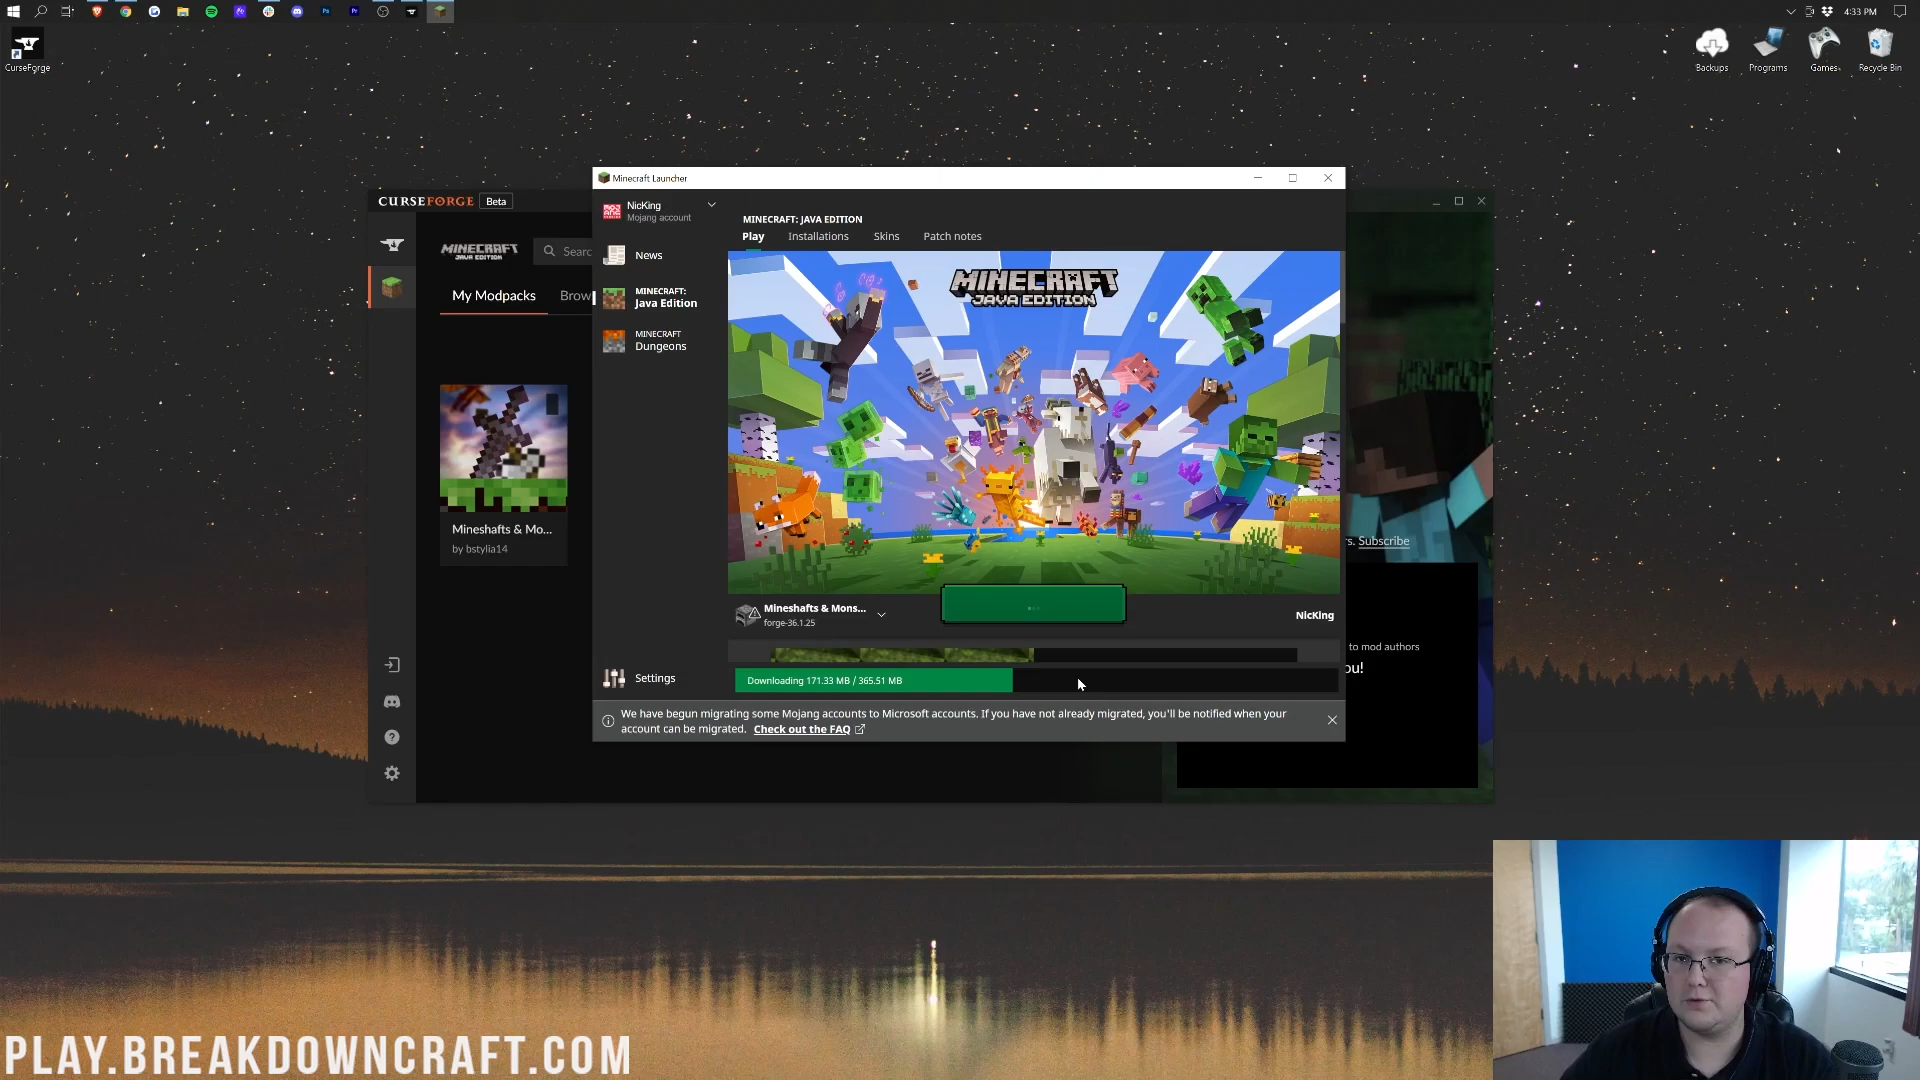 4:33 PM
CurseForge
Backups
Programs
Games
Recycle Bin
CURSEFORGE Beta
MINECRAFT
JAVA EDITION
Searc
My Modpacks Brow
Mineshafts & Mo...
by bstylia14
Minecraft Launcher
NicKing
Mojang account
News
MINECRAFT:
Java Edition
MINECRAFT
Dungeons
Settings
MINECRAFT: JAVA EDITION
Play Installations Skins Patch notes
MINECRAFT
JAVA EDITION
Mineshafts & Mons...
forge-36.1.25
NicKing
Downloading 171.33 MB / 365.51 MB
We have begun migrating some Mojang accounts to Microsoft accounts. If you have not already migrated, you'll be notified when your
account can be migrated. Check out the FAQ
rs. Subscribe
to mod authors
ou!
PLAY.BREAKDOWNCRAFT.COM